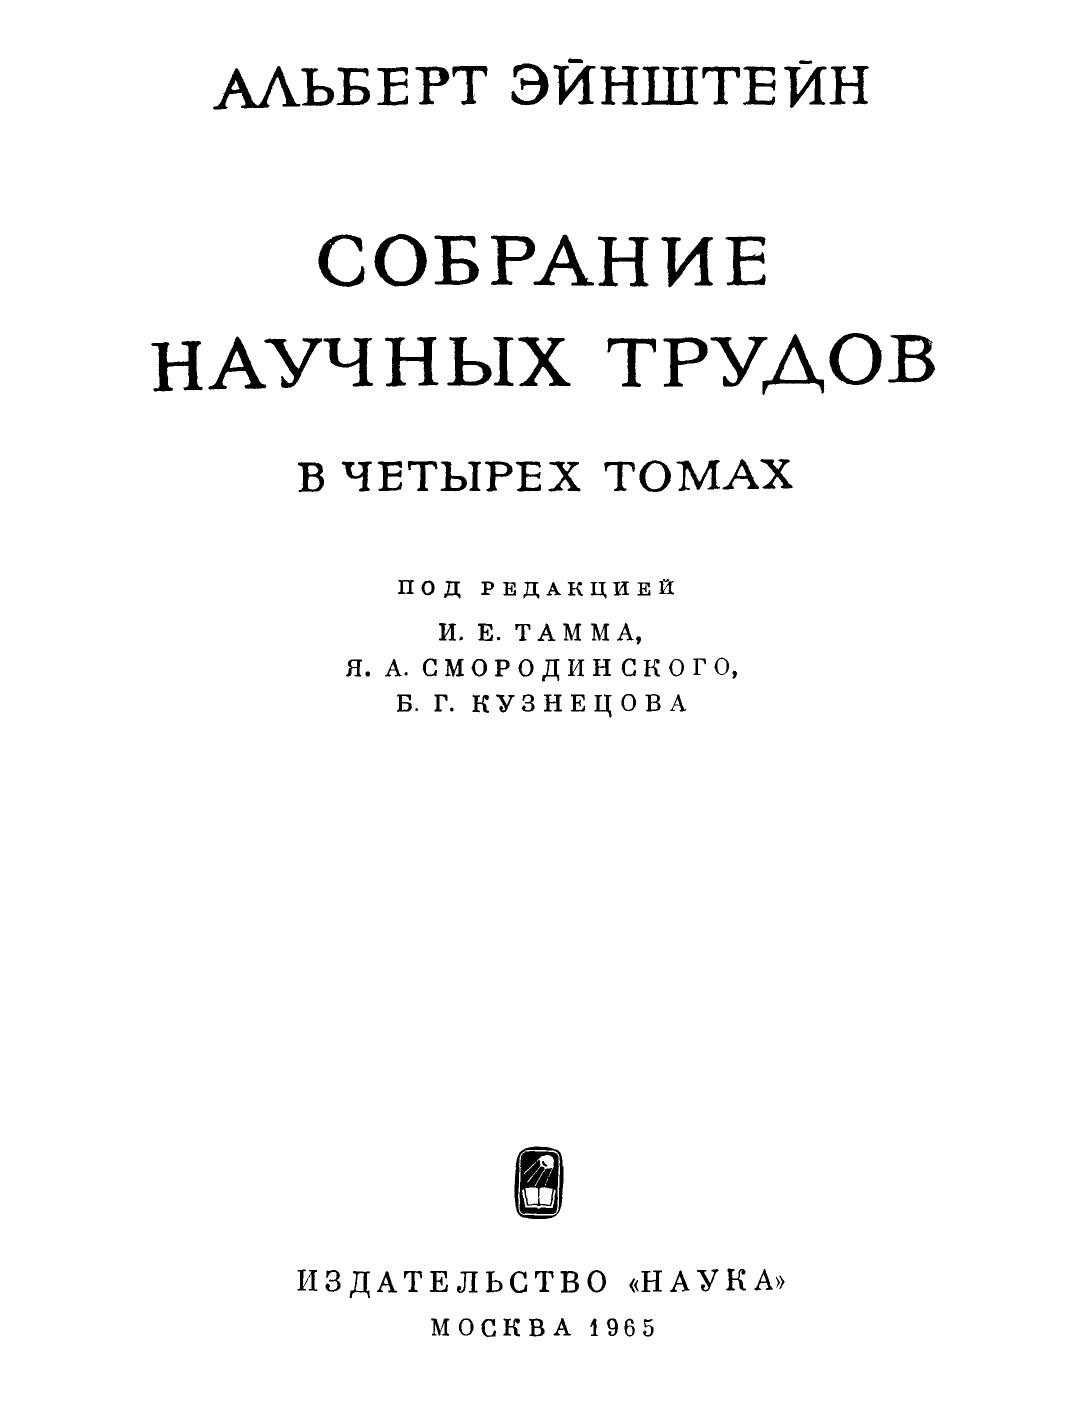 АЛЬБЕРТ ЭЙНШТЕЙН
СОБРАНИЕ
НАУЧНЫХ ТРУДОВ
В ЧЕТЫРЕХ ТОМАХ
ПОД РЕДАКЦИЕЙ
И. Е. ТАММА,
Я. А. СМОРОДИНСКОГО,
Б. Г. КУЗНЕЦОВА
ИЗДАТЕЛЬСТВО «НАУКА»
МОСКВА 1965